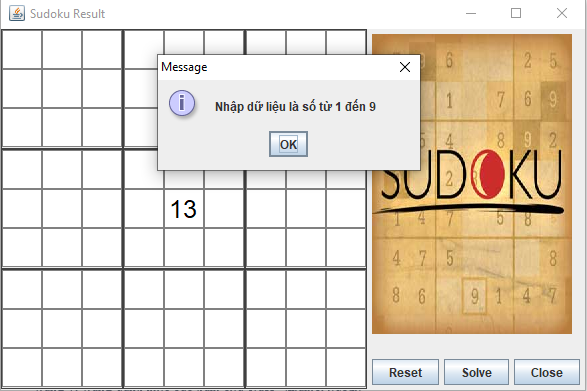 Sudoku Result
Message
Nhập dữ liệu là số từ 1 đến 9
OK
13
SUDOKU
Reset
Solve
Close